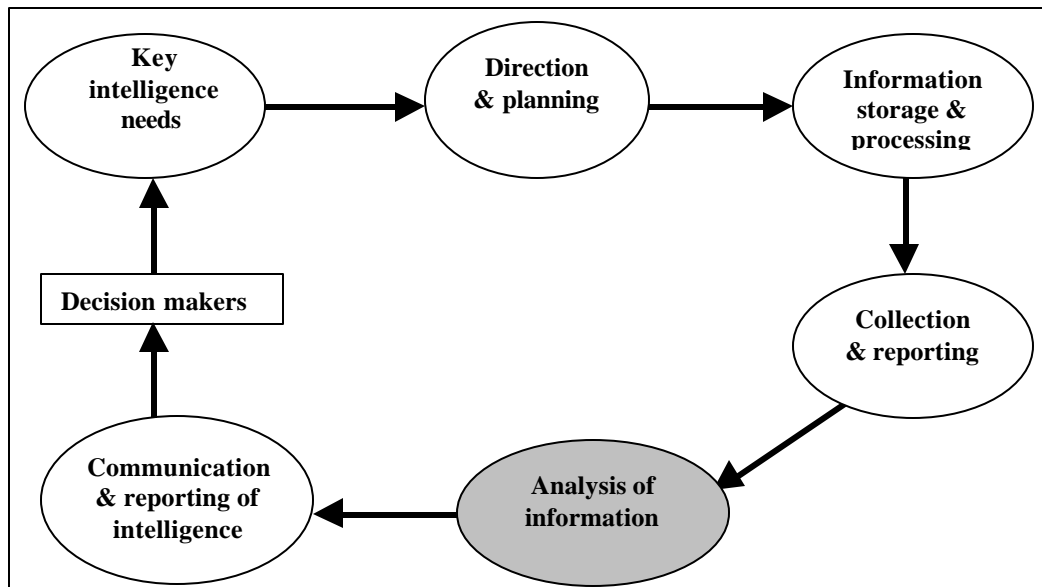 Key
intelligence
needs
Direction
& planning
Information
storage &
processing
Collection
& reporting
Analysis of
information
Communication
& reporting of
intelligence
Decision makers